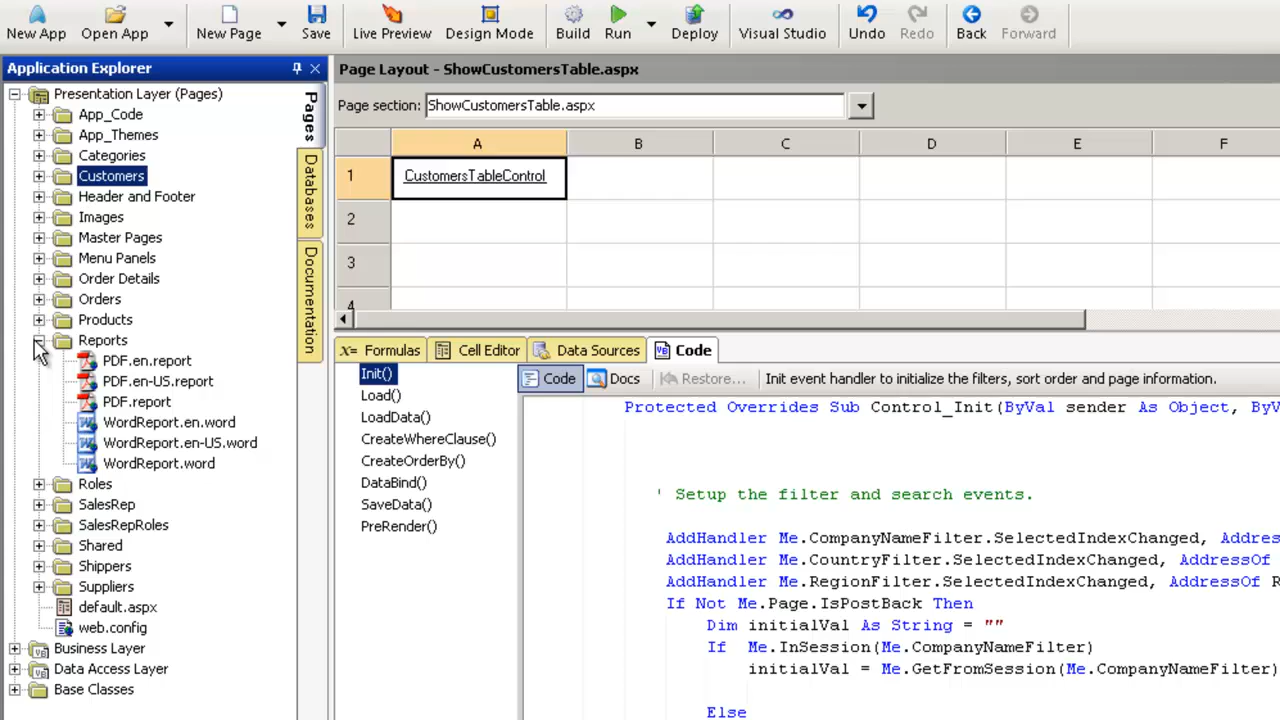 New App Open App New Page Save Live Preview Design Mode Build Run Deploy Visual Studio Undo Redo Back Forward
Application Explorer
Presentation Layer (Pages)
App_Code
App_Themes
Categories
Customers
Header and Footer
Images
Master Pages
Menu Panels
Order Details
Orders
Products
Reports
PDF.en.report
PDF.en-US.report
PDF.report
WordReport.en.word
WordReport.en-US.word
WordReport.word
Roles
SalesRep
SalesRepRoles
Shared
Shippers
Suppliers
default.aspx
web.config
Business Layer
Data Access Layer
Base Classes
Pages
Databases
Documentation
Page Layout - ShowCustomersTable.aspx
Page section: ShowCustomersTable.aspx
A B C D E F
1 CustomersTableControl
2
3
4
X= Formulas Cell Editor Data Sources Code
Init()
Load()
LoadData()
CreateWhereClause()
CreateOrderBy()
DataBind()
SaveData()
PreRender()
Code Docs Restore... Init event handler to initialize the filters, sort order and page information.
Protected Overrides Sub Control_Init(ByVal sender As Object, ByV
' Setup the filter and search events.
AddHandler Me.CompanyNameFilter.SelectedIndexChanged, Addres
AddHandler Me.CountryFilter.SelectedIndexChanged, AddressOf
AddHandler Me.RegionFilter.SelectedIndexChanged, AddressOf R
If Not Me.Page.IsPostBack Then
Dim initialVal As String = ""
If Me.InSession(Me.CompanyNameFilter)
initialVal = Me.GetFromSession(Me.CompanyNameFilter)
Else